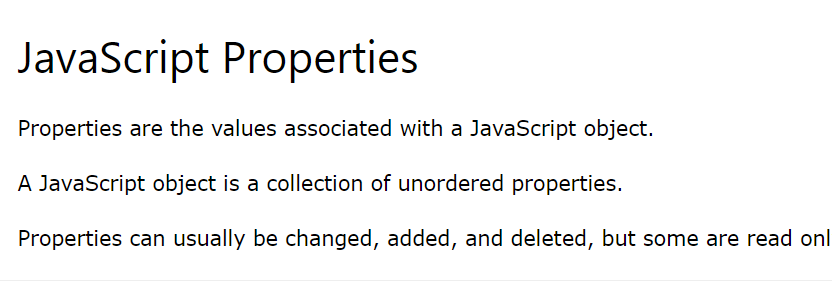 JavaScript Properties
Properties are the values associated with a JavaScript object.
A JavaScript object is a collection of unordered properties.
Properties can usually be changed, added, and deleted, but some are read onl